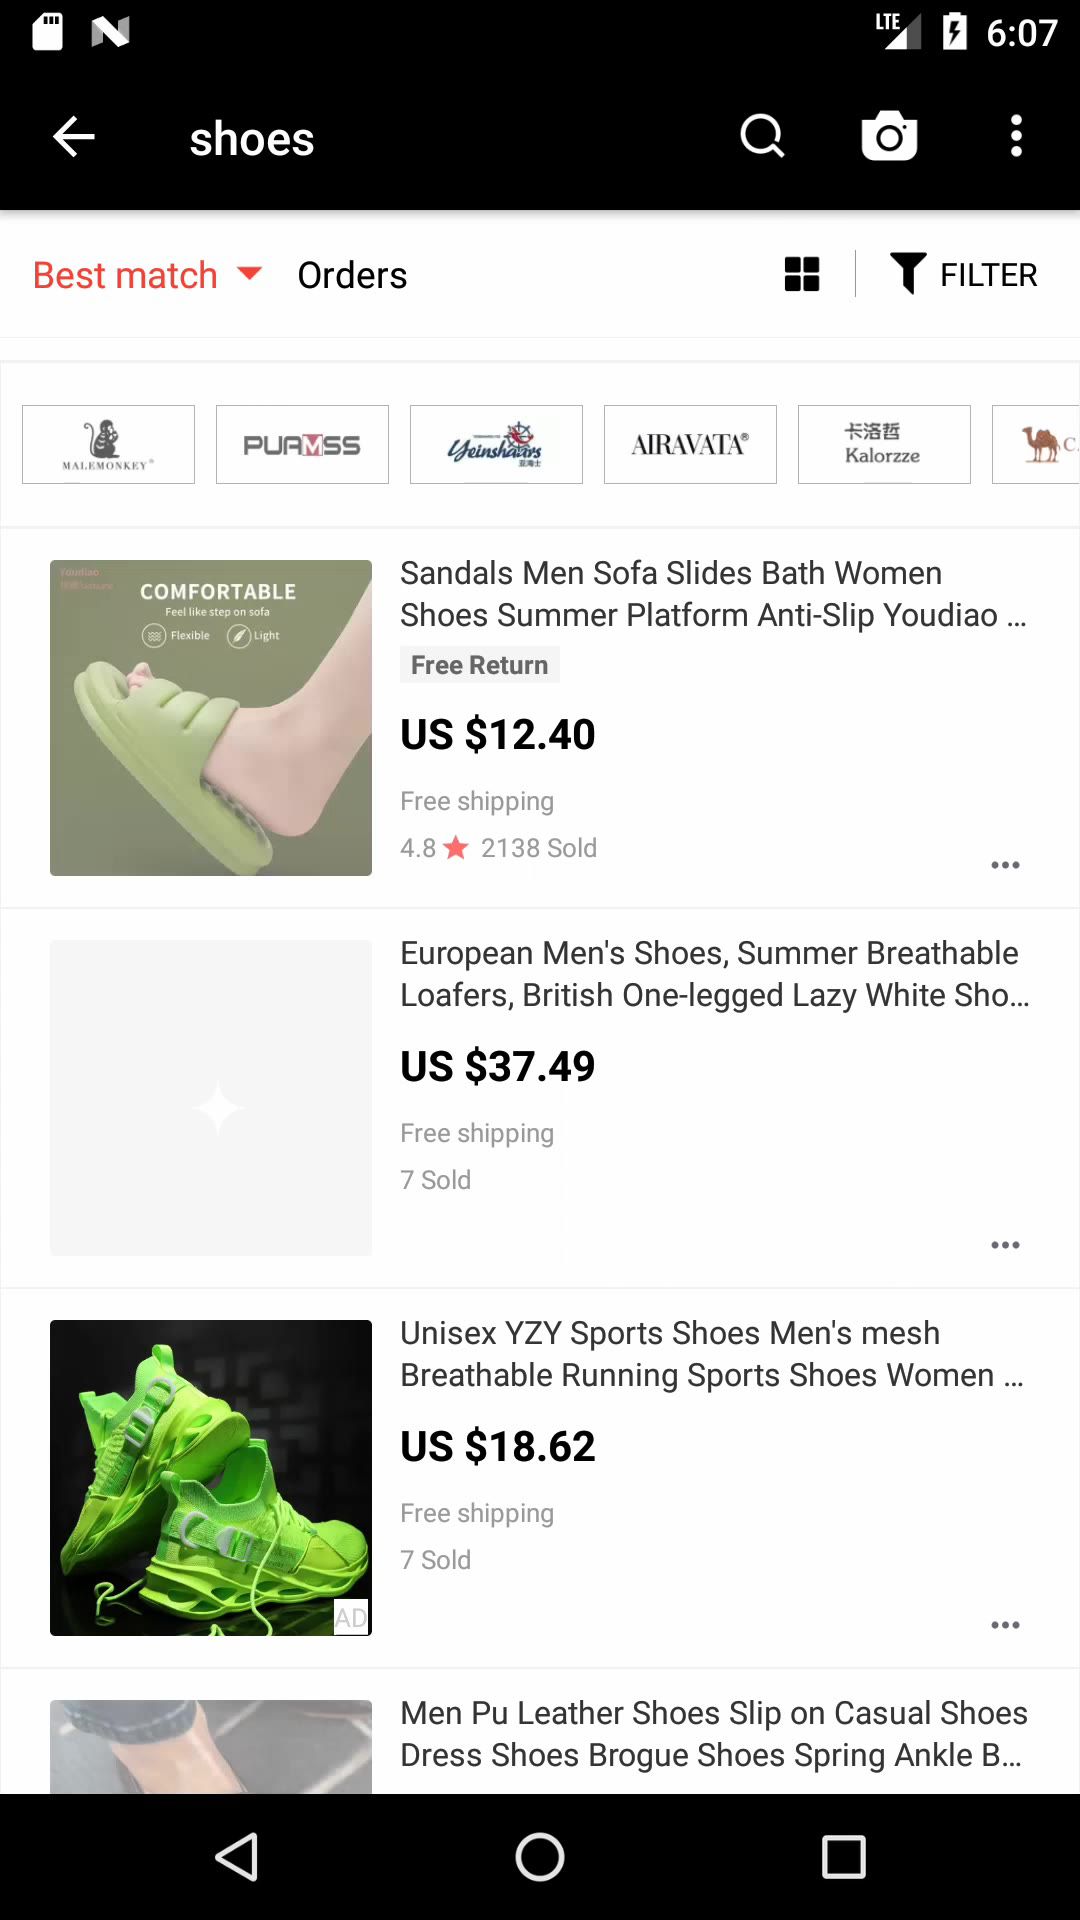 LTE 6:07
shoes
Best match Orders FILTER
MALEMONKEY®
PUAMSS
Yeinshaars
亚海士
AIRAVATA®
卡洛哲
Kalorzze
Youdiao
COMFORTABLE
Feel like step on sofa
Flexible Light
Sandals Men Sofa Slides Bath Women
Shoes Summer Platform Anti-Slip Youdiao ...
Free Return
US $12.40
Free shipping
4.8 2138 Sold
European Men's Shoes, Summer Breathable
Loafers, British One-legged Lazy White Sho...
US $37.49
Free shipping
7 Sold
AD
Unisex YZY Sports Shoes Men's mesh
Breathable Running Sports Shoes Women ...
US $18.62
Free shipping
7 Sold
Men Pu Leather Shoes Slip on Casual Shoes
Dress Shoes Brogue Shoes Spring Ankle B...